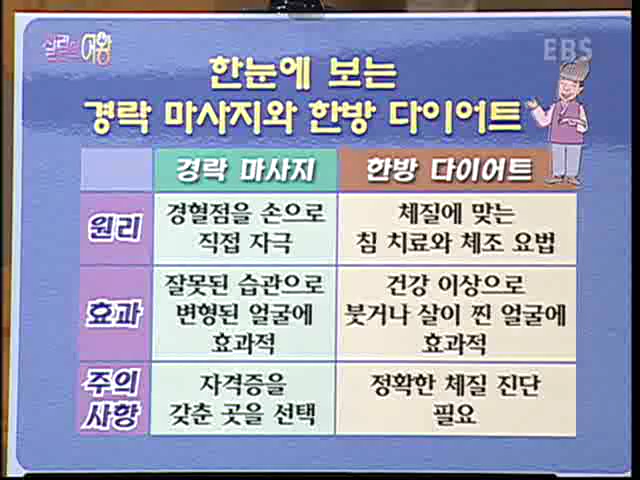 살림의 여왕
EBS
한눈에 보는
경락 마사지와 한방 다이어트
경락 마사지
한방 다이어트
원리
경혈점을 손으로
직접 자극
체질에 맞는
침 치료와 체조 요법
효과
잘못된 습관으로
변형된 얼굴에
효과적
건강 이상으로
붓거나 살이 찐 얼굴에
효과적
주의
사항
자격증을
갖춘 곳을 선택
정확한 체질 진단
필요